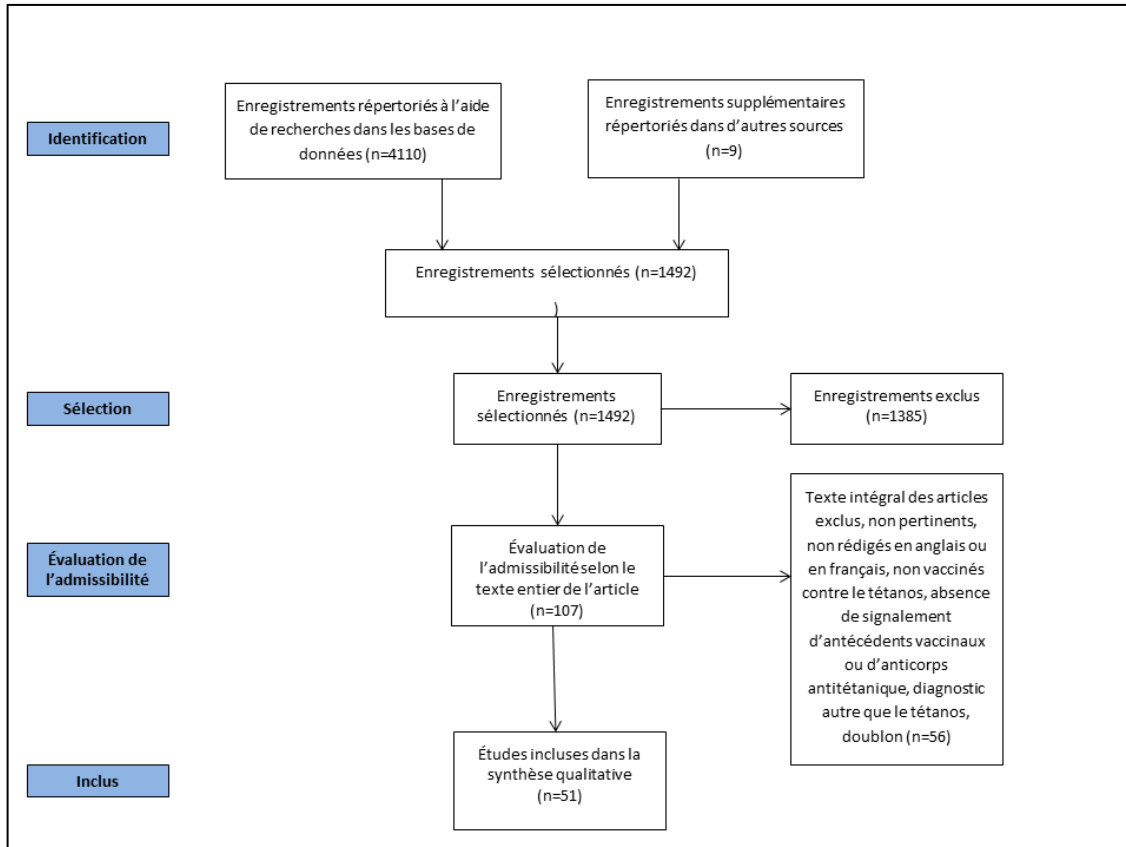 Identification
Enregistrements répertoriés à l'aide
de recherches dans les bases de
données (n=4110)
Enregistrements supplémentaires
répertoriés dans d'autres sources
(n=9)
Enregistrements sélectionnés (n=1492)
)
Sélection
Enregistrements
sélectionnés (n=1492)
Enregistrements exclus
(n=1385)
Évaluation de
l'admissibilité
Évaluation de
l'admissibilité selon le
texte entier de l'article
(n=107)
Texte intégral des articles
exclus, non pertinents,
non rédigés en anglais ou
en français, non vaccinés
contre le tétanos, absence
de signalement
d'antécédents vaccinaux
ou d'anticorps
antitétanique, diagnostic
autre que le tétanos,
doublon (n=56)
Inclus
Études incluses dans la
synthèse qualitative
(n=51)